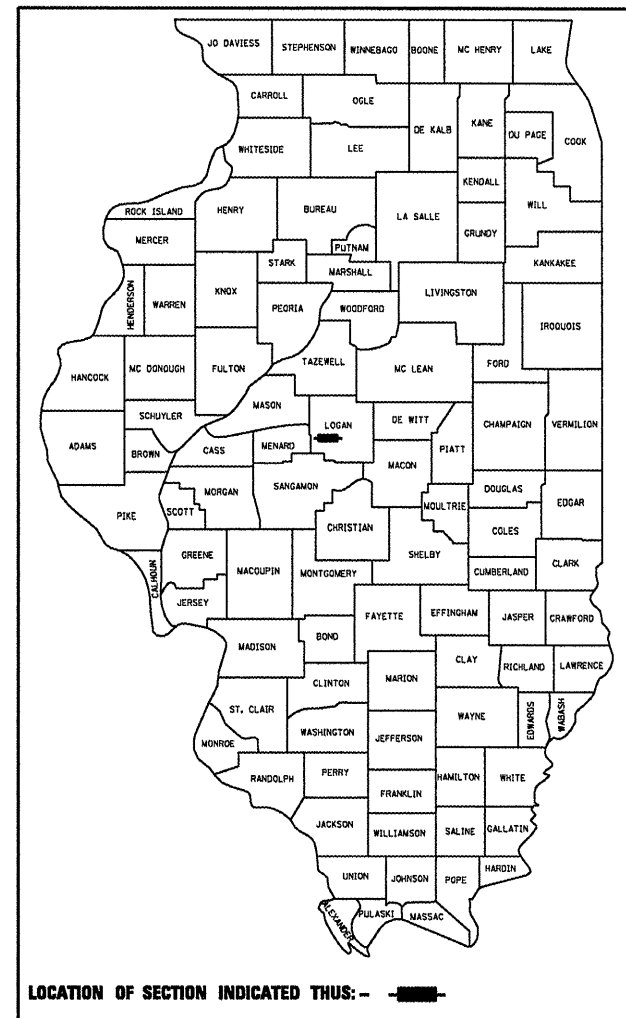 JO DAVIESS
STEPHENSON
WINNEBAGO
BOONE
MC HENRY
LAKE
CARROLL
OGLE
DE KALB
KANE
DU PAGE
COOK
WHITESIDE
LEE
KENDALL
WILL
ROCK ISLAND
HENRY
BUREAU
LA SALLE
GRUNDY
MERCER
PUTNAM
STARK
MARSHALL
KANKAKEE
HENDERSON
WARREN
KNOX
PEORIA
WOODFORD
LIVINGSTON
IROQUOIS
HANCOCK
MC DONOUGH
FULTON
TAZEWELL
MC LEAN
FORD
MASON
SCHUYLER
LOGAN
DE WITT
CHAMPAIGN
VERMILION
ADAMS
BROWN
CASS
MENARD
MACON
PIATT
MORGAN
SANGAMON
DOUGLAS
EDGAR
PIKE
SCOTT
CHRISTIAN
MOULTRIE
COLES
CALHOUN
GREENE
MACOUPIN
MONTGOMERY
SHELBY
CUMBERLAND
CLARK
JERSEY
FAYETTE
EFFINGHAM
JASPER
CRAWFORD
MADISON
BOND
CLAY
RICHLAND
LAWRENCE
CLINTON
MARION
ST. CLAIR
WAYNE
EDWARDS
WABASH
MONROE
WASHINGTON
JEFFERSON
RANDOLPH
PERRY
HAMILTON
WHITE
FRANKLIN
JACKSON
WILLIAMSON
SALINE
GALLATIN
UNION
JOHNSON
POPE
HARDIN
ALEXANDER
PULASKI
MASSAC
LOCATION OF SECTION INDICATED THUS: -